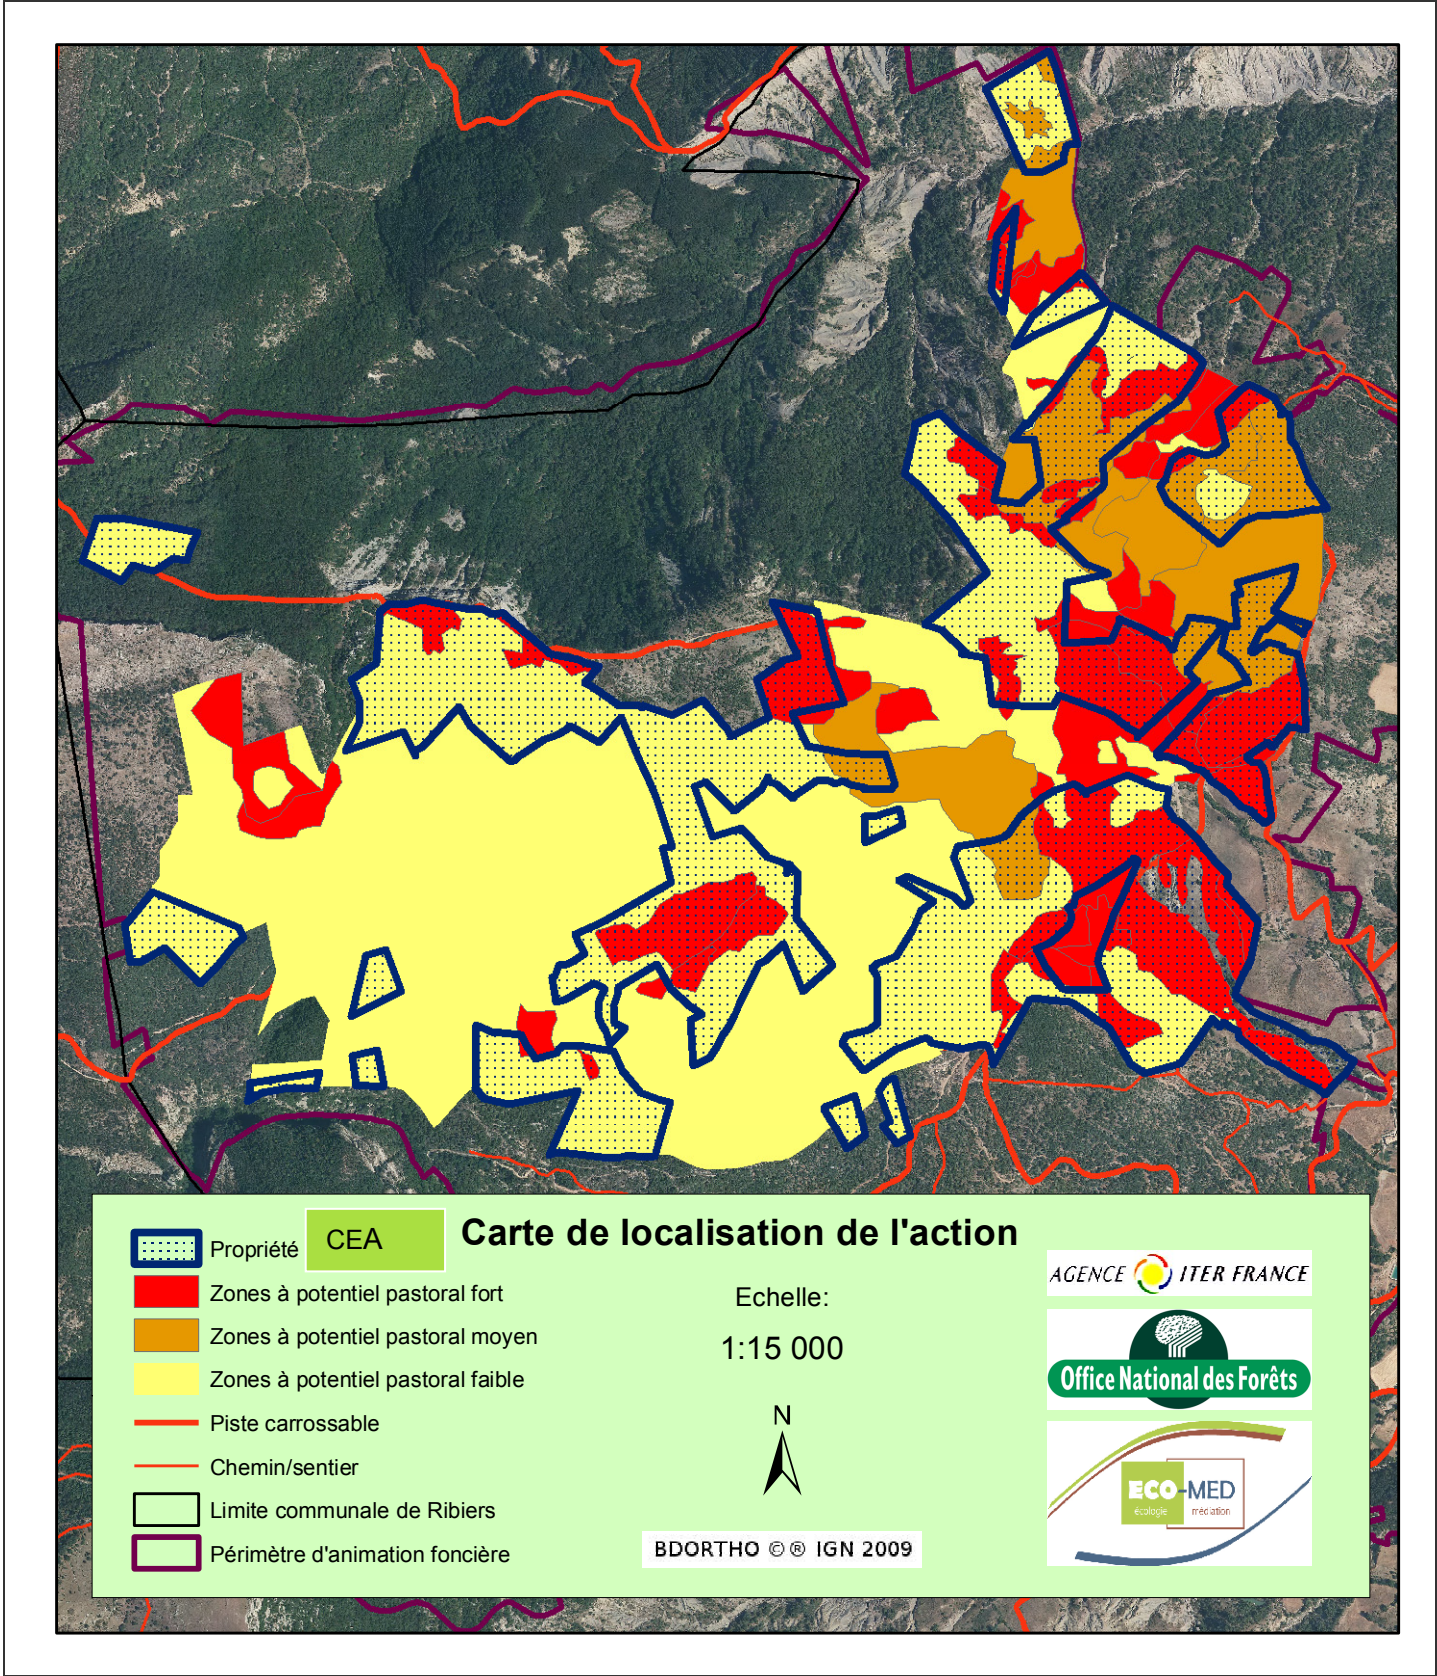 Carte de localisation de l'action
Propriété CEA
Zones à potentiel pastoral fort
Zones à potentiel pastoral moyen
Zones à potentiel pastoral faible
Piste carrossable
Chemin/sentier
Limite communale de Ribiers
Périmètre d'animation foncière
Echelle:
1:15 000
N
BDORTHO ©® IGN 2009
AGENCE ITER FRANCE
Office National des Forêts
ECO-MED
écologie médiation